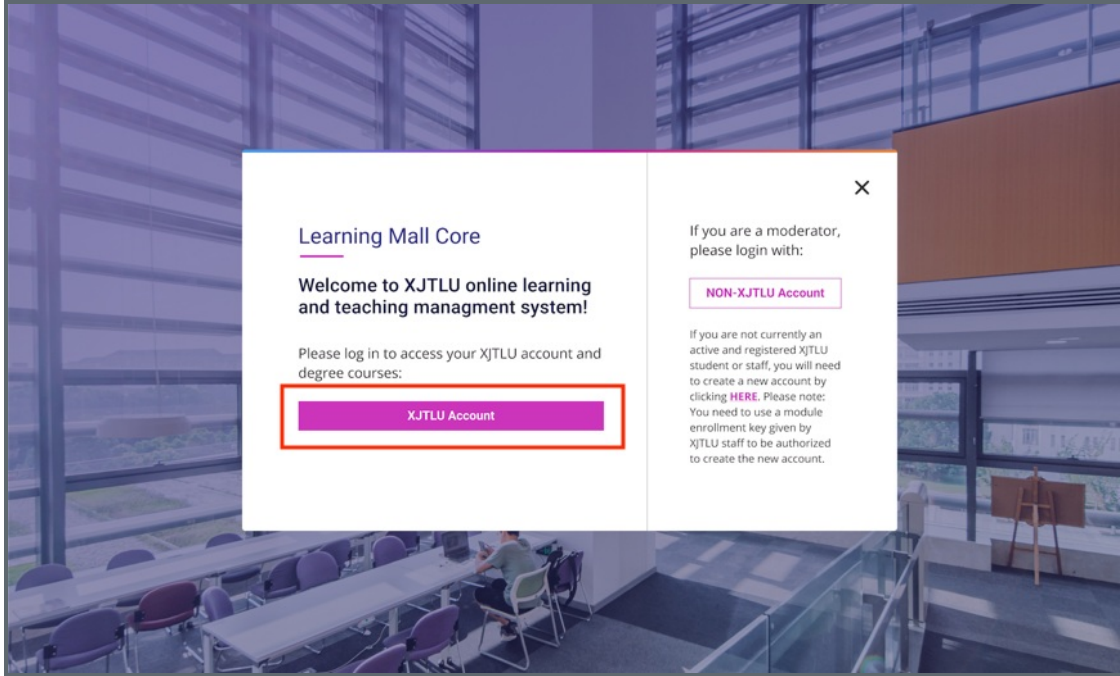 Learning Mall Core
Welcome to XJTLU online learning
and teaching managment system!
Please log in to access your XJTLU account and
degree courses:
XJTLU Account
If you are a moderator,
please login with:
NON-XJTLU Account
If you are not currently an
active and registered XJTLU
student or staff, you will need
to create a new account by
clicking HERE. Please note:
You need to use a module
enrollment key given by
XJTLU staff to be authorized
to create the new account.